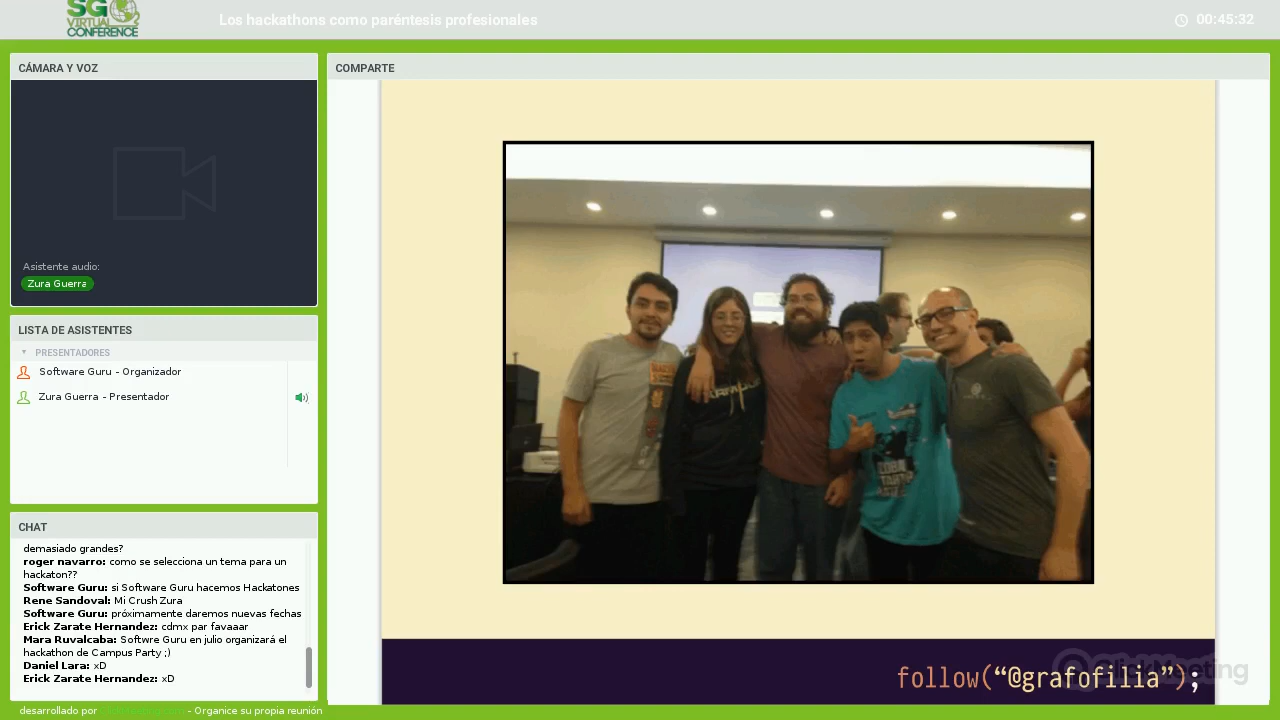 SG
VIRTUAL
CONFERENCE
Los hackathons como paréntesis profesionales
00:45:32
CÁMARA Y VOZ
Asistente audio:
Zura Guerra
LISTA DE ASISTENTES
PRESENTADORES
Software Guru - Organizador
Zura Guerra - Presentador
CHAT
demasiado grandes?
roger navarro: como se selecciona un tema para un
hackaton??
Software Guru: si Software Guru hacemos Hackatones
Rene Sandoval: Mi Crush Zura
Software Guru: próximamente daremos nuevas fechas
Erick Zarate Hernandez: cdmx par favaaar
Mara Ruvalcaba: Softwre Guru en julio organizará el
hackathon de Campus Party ;)
Daniel Lara: xD
Erick Zarate Hernandez: xD
desarrollado por
- Organice su propia reunión
COMPARTE
follow("@grafofilia");
ClickMeeting